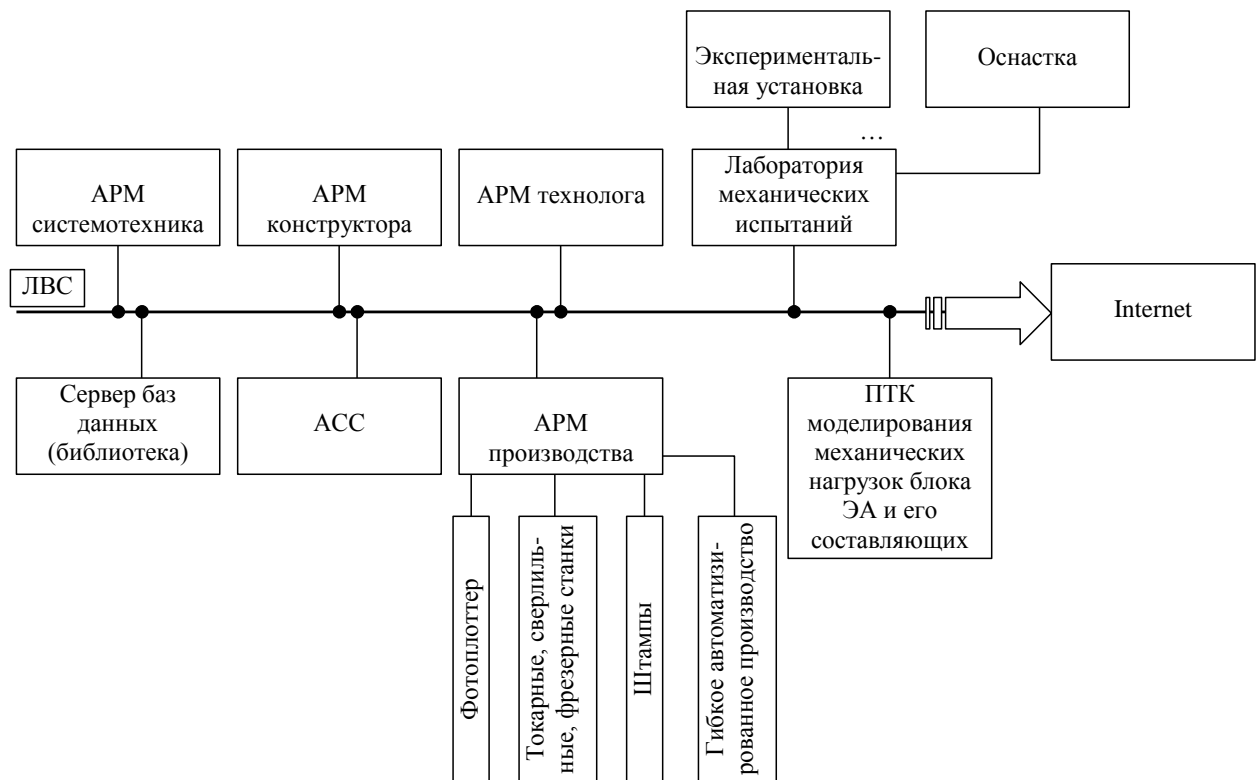 Эксперименталь-
ная установка
Оснастка
…
АРМ
системотехника
АРМ
конструктора
АРМ технолога
Лаборатория
механических
испытаний
ЛВС
Internet
Сервер баз
данных
(библиотека)
АСС
АРМ
производства
ПТК
моделирования
механических
нагрузок блока
ЭА и его
составляющих
Фотоплоттер
Токарные, сверлиль-
ные, фрезерные станки
Штампы
Гибкое автоматизи-
рованное производство